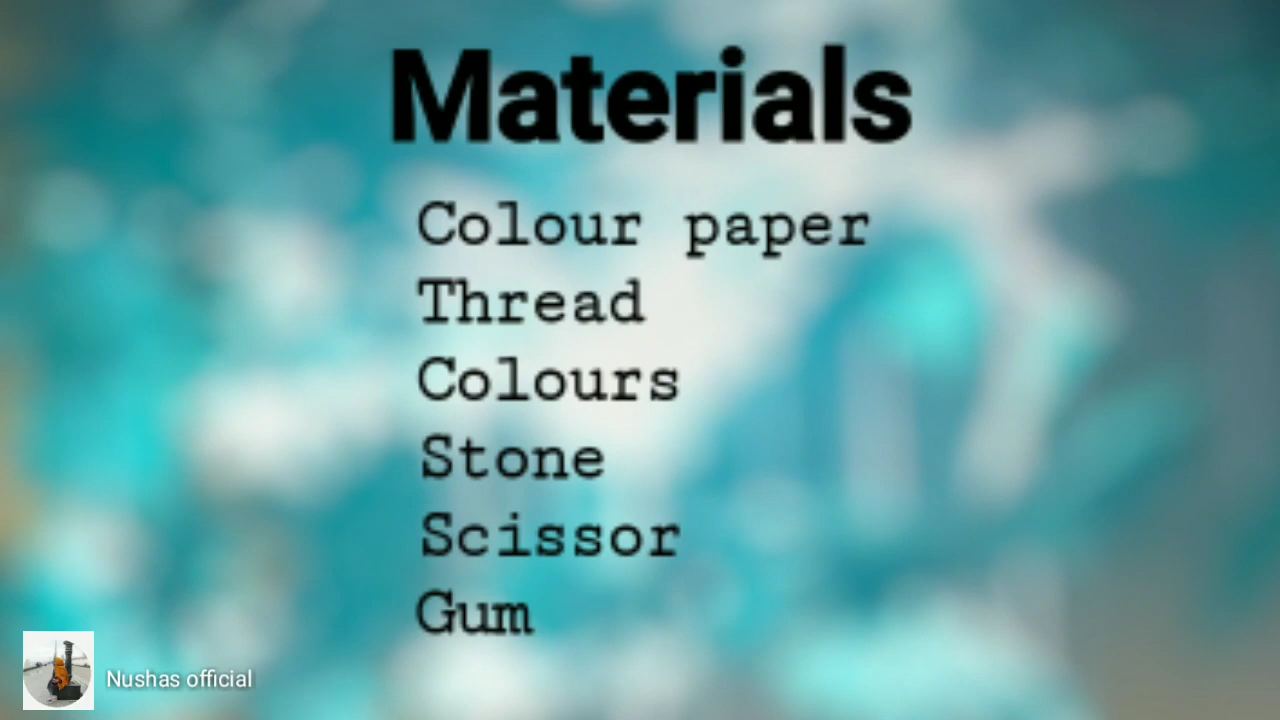 Materials
Colour paper
Thread
Colours
Stone
Scissor
Gum
Nushas official